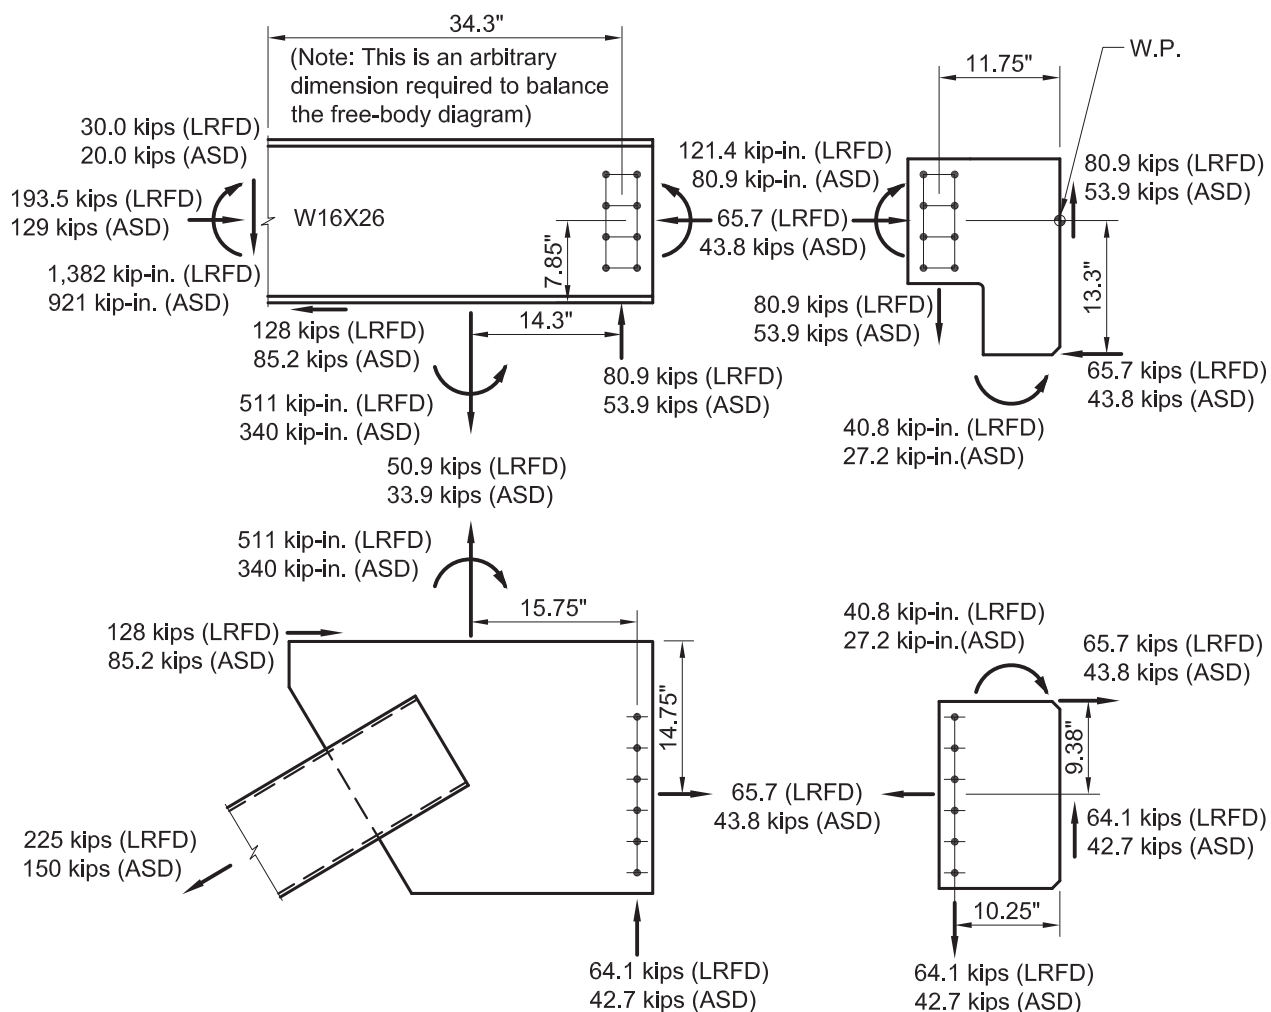 34.3"
(Note: This is an arbitrary
dimension required to balance
the free-body diagram)
30.0 kips (LRFD)
20.0 kips (ASD)
193.5 kips (LRFD)
129 kips (ASD)
1,382 kip-in. (LRFD)
921 kip-in. (ASD)
W16X26
7.85"
14.3"
128 kips (LRFD)
85.2 kips (ASD)
511 kip-in. (LRFD)
340 kip-in. (ASD)
50.9 kips (LRFD)
33.9 kips (ASD)
80.9 kips (LRFD)
53.9 kips (ASD)
121.4 kip-in. (LRFD)
80.9 kip-in. (ASD)
65.7 (LRFD)
43.8 kips (ASD)
11.75"
W.P.
80.9 kips (LRFD)
53.9 kips (ASD)
13.3"
80.9 kips (LRFD)
53.9 kips (ASD)
65.7 kips (LRFD)
43.8 kips (ASD)
40.8 kip-in. (LRFD)
27.2 kip-in.(ASD)
511 kip-in. (LRFD)
340 kip-in. (ASD)
15.75"
128 kips (LRFD)
85.2 kips (ASD)
14.75"
225 kips (LRFD)
150 kips (ASD)
65.7 (LRFD)
43.8 kips (ASD)
64.1 kips (LRFD)
42.7 kips (ASD)
40.8 kip-in. (LRFD)
27.2 kip-in.(ASD)
65.7 kips (LRFD)
43.8 kips (ASD)
9.38"
64.1 kips (LRFD)
42.7 kips (ASD)
10.25"
64.1 kips (LRFD)
42.7 kips (ASD)